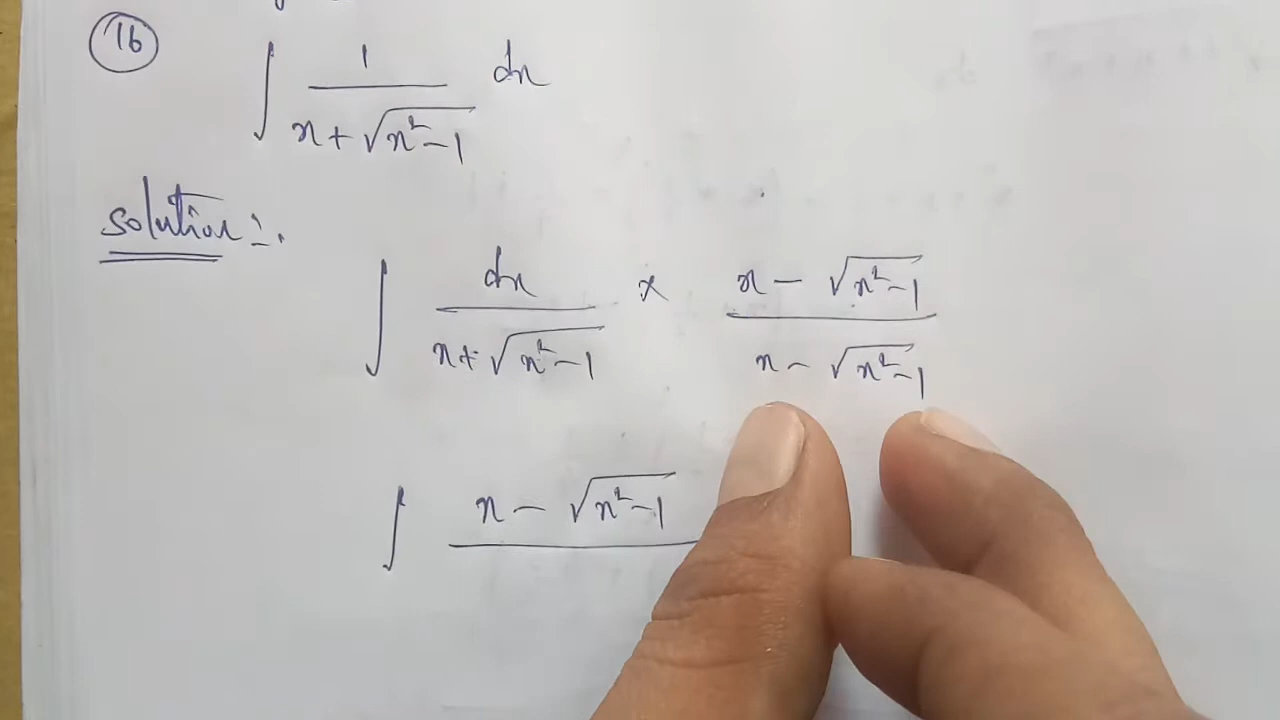 16 ∫ 1/(x+√(x²-1)) dx
solution:-
∫ dx/(x+√(x²-1)) × (x-√(x²-1))/(x-√(x²-1))
∫ x-√(x²-1)